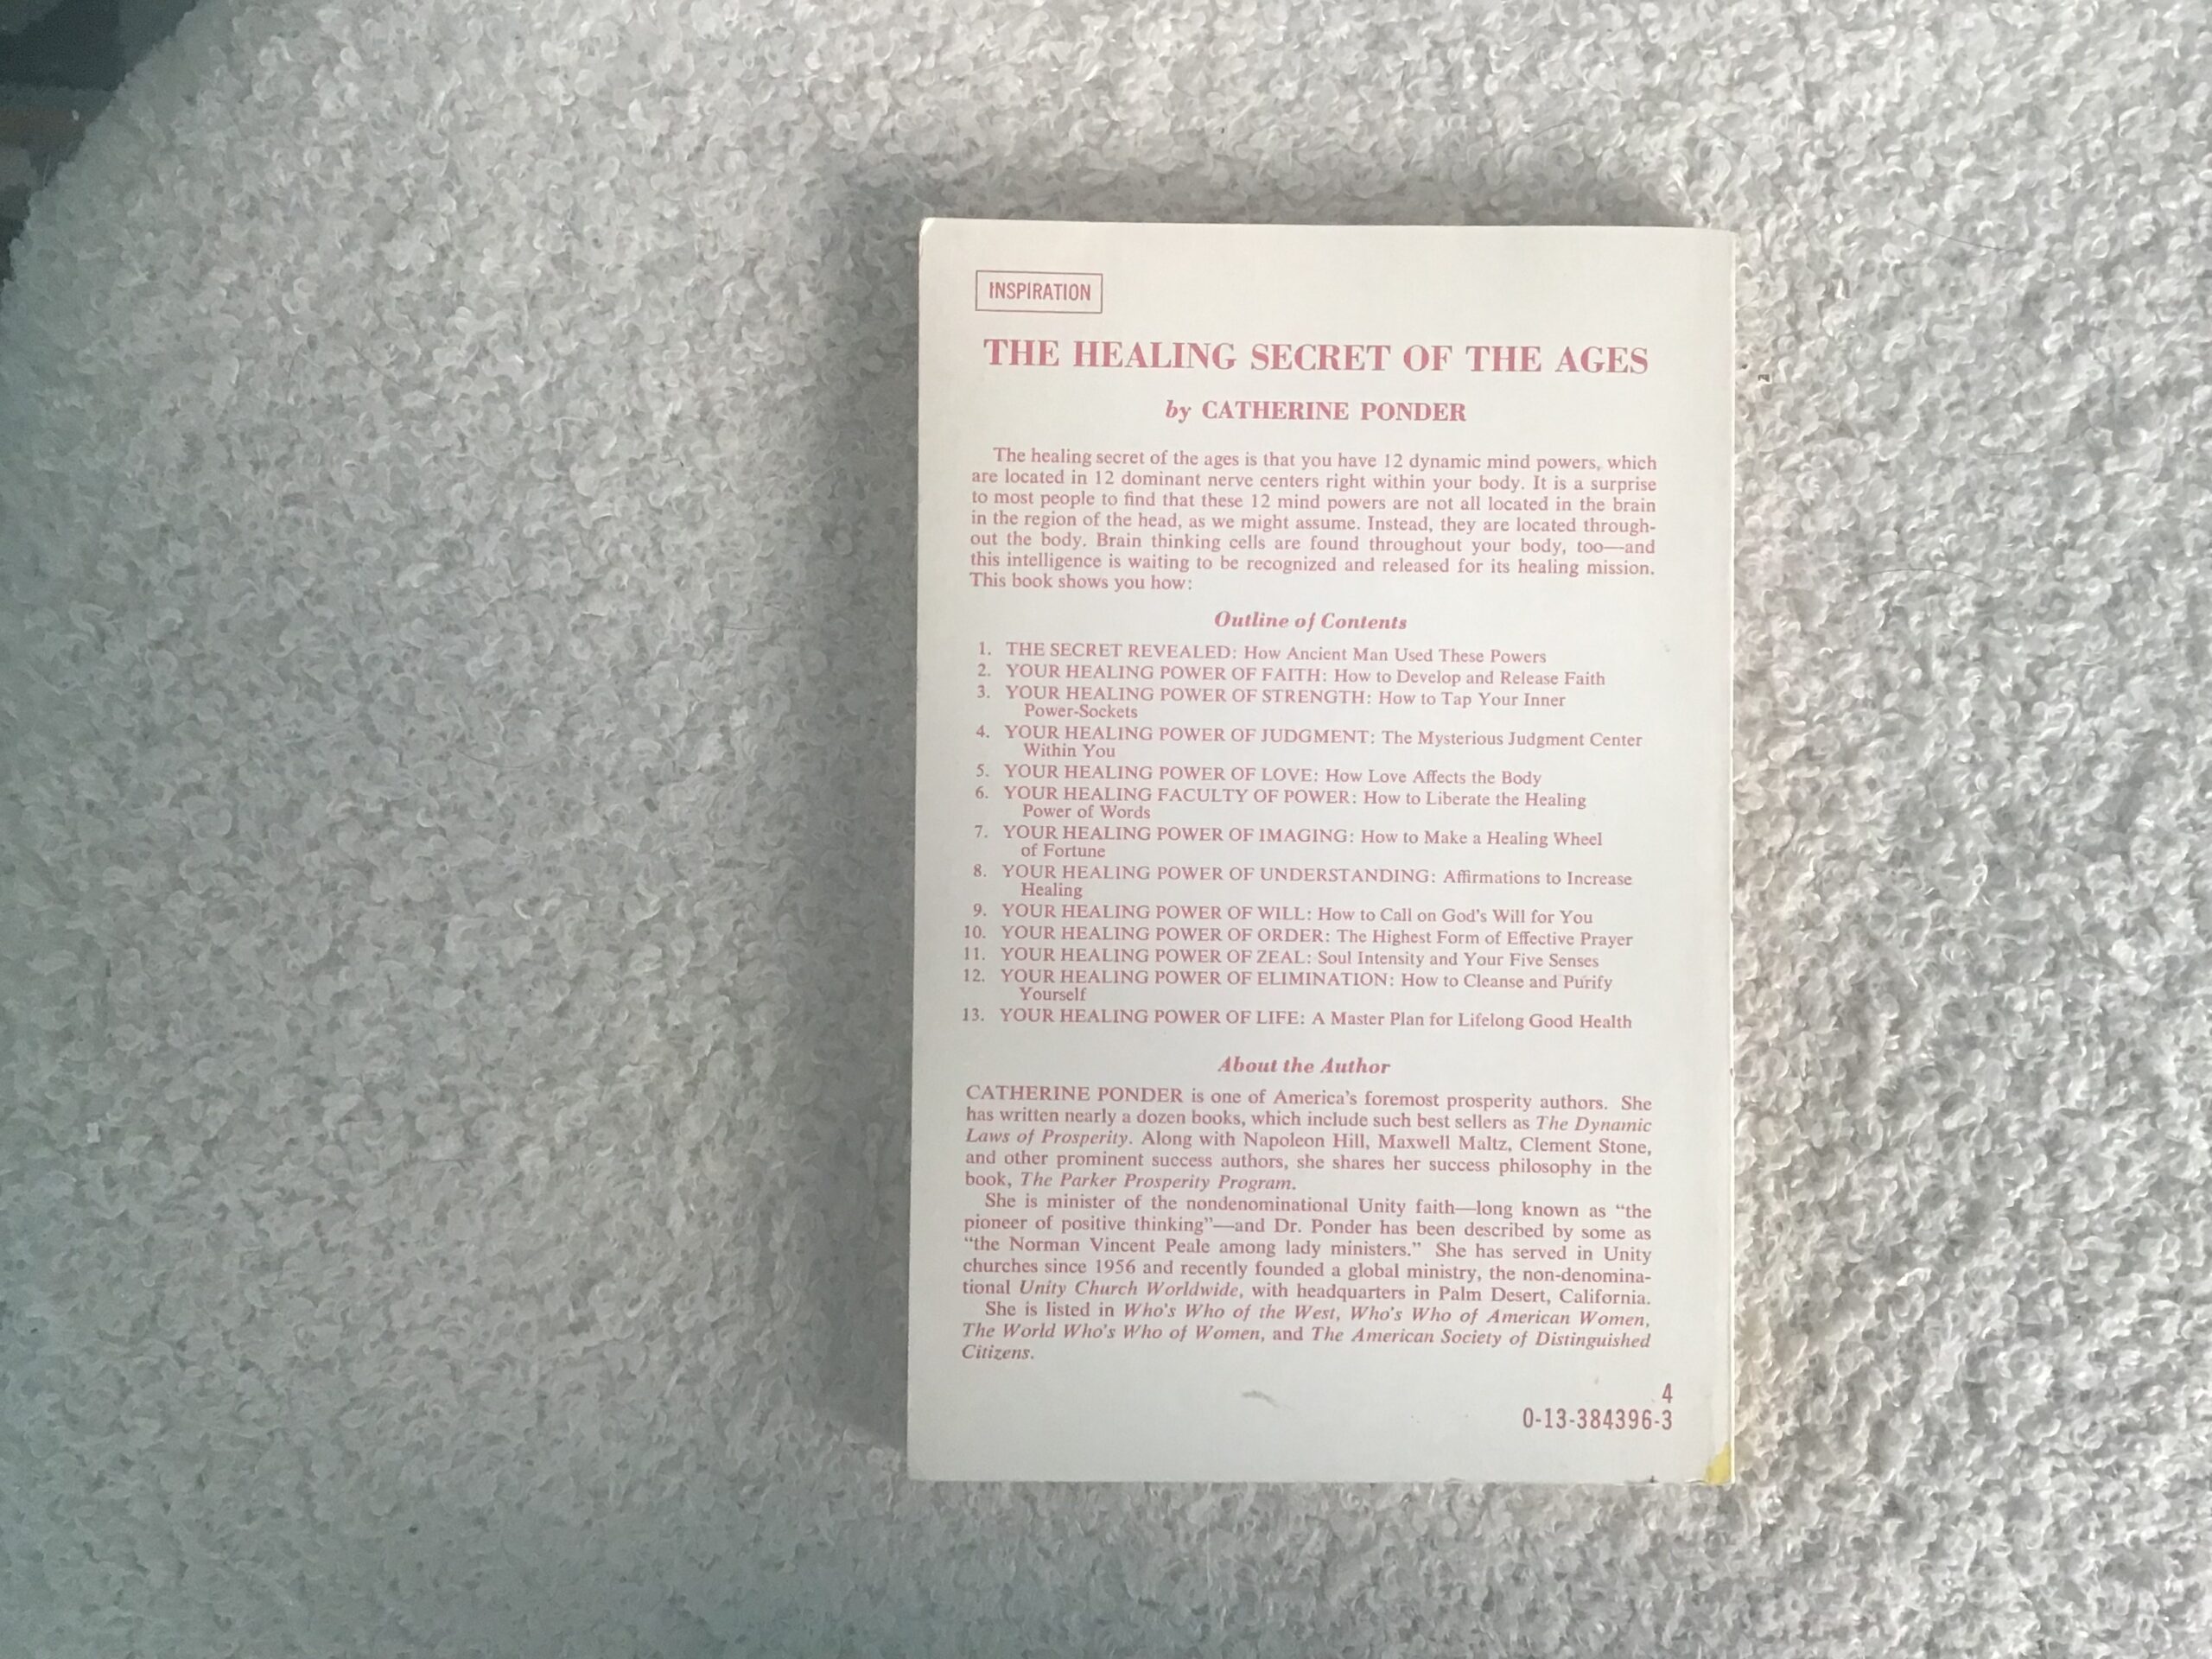 INSPIRATION
THE HEALING SECRET OF THE AGES
by CATHERINE PONDER
The healing secret of the ages is that you have 12 dynamic mind powers, which
are located in 12 dominant nerve centers right within your body. It is a surprise
to most people to find that these 12 mind powers are not all located in the brain
in the region of the head, as we might assume. Instead, they are located through-
out the body. Brain thinking cells are found throughout your body, too—and
this intelligence is waiting to be recognized and released for its healing mission.
This book shows you how:
Outline of Contents
1. THE SECRET REVEALED: How Ancient Man Used These Powers
2. YOUR HEALING POWER OF FAITH: How to Develop and Release Faith
3. YOUR HEALING POWER OF STRENGTH: How to Tap Your Inner
Power-Sockets
4. YOUR HEALING POWER OF JUDGMENT: The Mysterious Judgment Center
Within You
5. YOUR HEALING POWER OF LOVE: How Love Affects the Body
6. YOUR HEALING FACULTY OF POWER: How to Liberate the Healing
Power of Words
7. YOUR HEALING POWER OF IMAGING: How to Make a Healing Wheel
of Fortune
8. YOUR HEALING POWER OF UNDERSTANDING: Affirmations to Increase
Healing
9. YOUR HEALING POWER OF WILL: How to Call on God's Will for You
10. YOUR HEALING POWER OF ORDER: The Highest Form of Effective Prayer
11. YOUR HEALING POWER OF ZEAL: Soul Intensity and Your Five Senses
12. YOUR HEALING POWER OF ELIMINATION: How to Cleanse and Purify
Yourself
13. YOUR HEALING POWER OF LIFE: A Master Plan for Lifelong Good Health
About the Author
CATHERINE PONDER is one of America's foremost prosperity authors. She
has written nearly a dozen books, which include such best sellers as The Dynamic
Laws of Prosperity. Along with Napoleon Hill, Maxwell Maltz, Clement Stone,
and other prominent success authors, she shares her success philosophy in the
book, The Parker Prosperity Program.
She is minister of the nondenominational Unity faith—long known as "the
pioneer of positive thinking"—and Dr. Ponder has been described by some as
"the Norman Vincent Peale among lady ministers." She has served in Unity
churches since 1956 and recently founded a global ministry, the non-denomina-
tional Unity Church Worldwide, with headquarters in Palm Desert, California.
She is listed in Who's Who of the West, Who's Who of American Women,
The World Who's Who of Women, and The American Society of Distinguished
Citizens.
4
0-13-384396-3